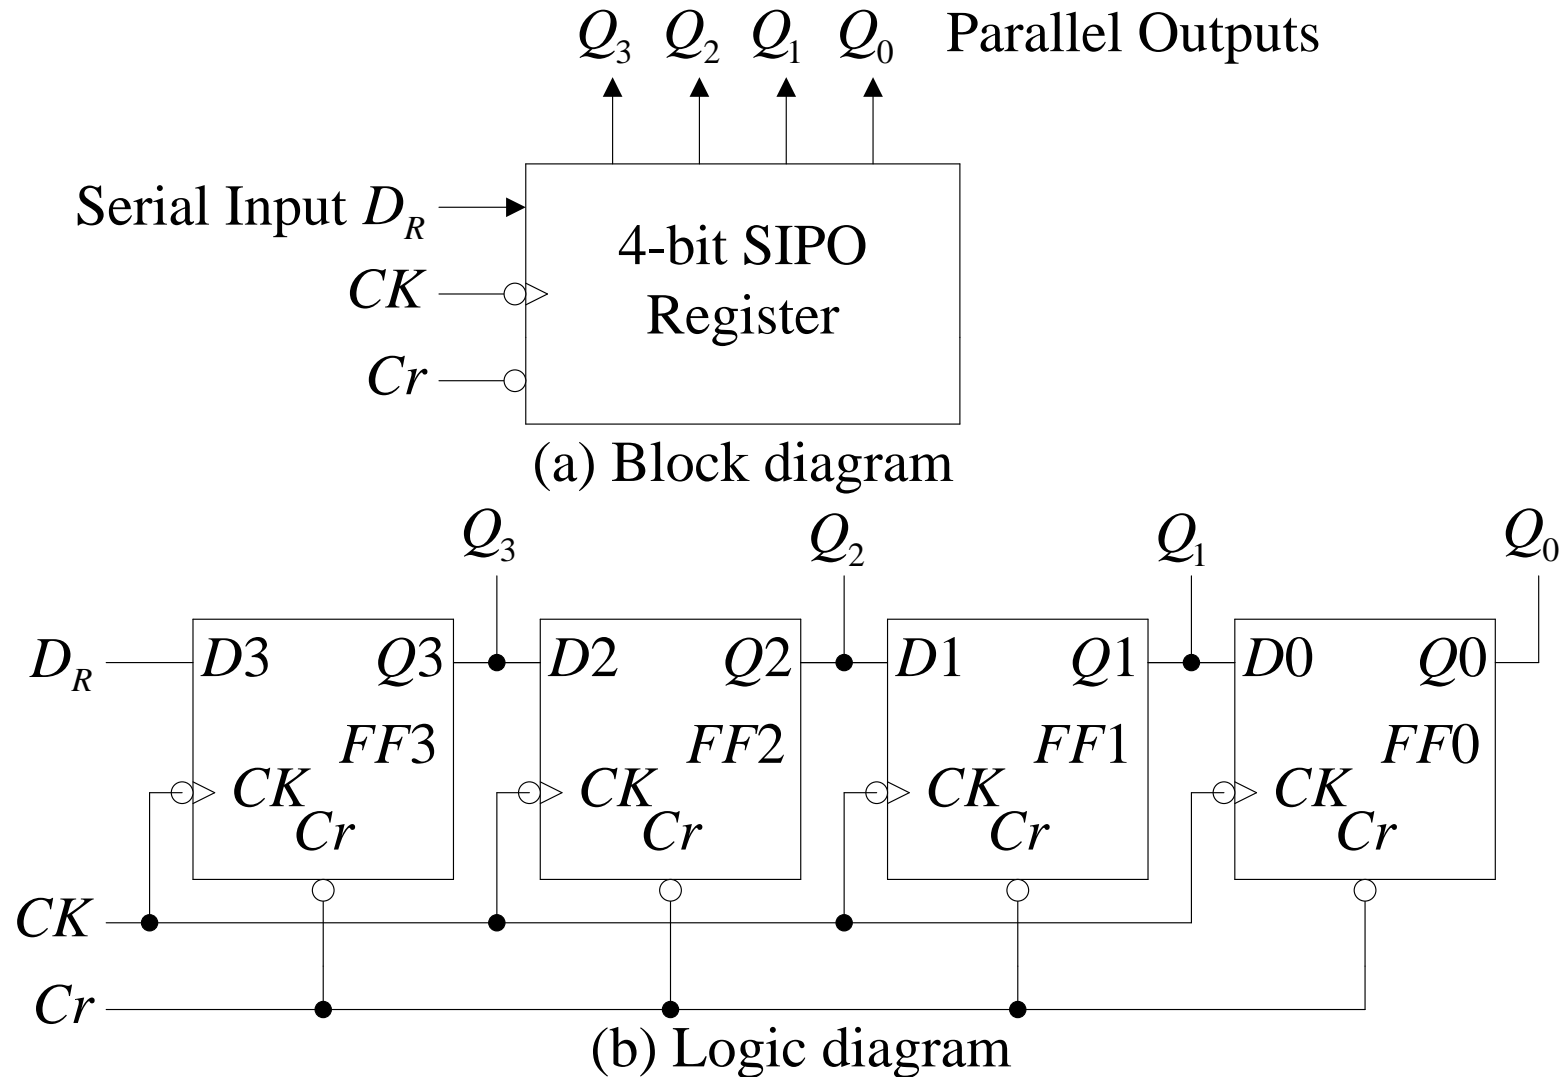 Q3 Q2 Q1 Q0 Parallel Outputs
Serial Input DR
4-bit SIPO
CK
Register
Cr
(a) Block diagram
Q3 Q2 Q1 Q0
DR D3 Q3 D2 Q2 D1 Q1 D0 Q0
FF3 FF2 FF1 FF0
CK CK CK CK
Cr Cr Cr Cr
CK
Cr
(b) Logic diagram